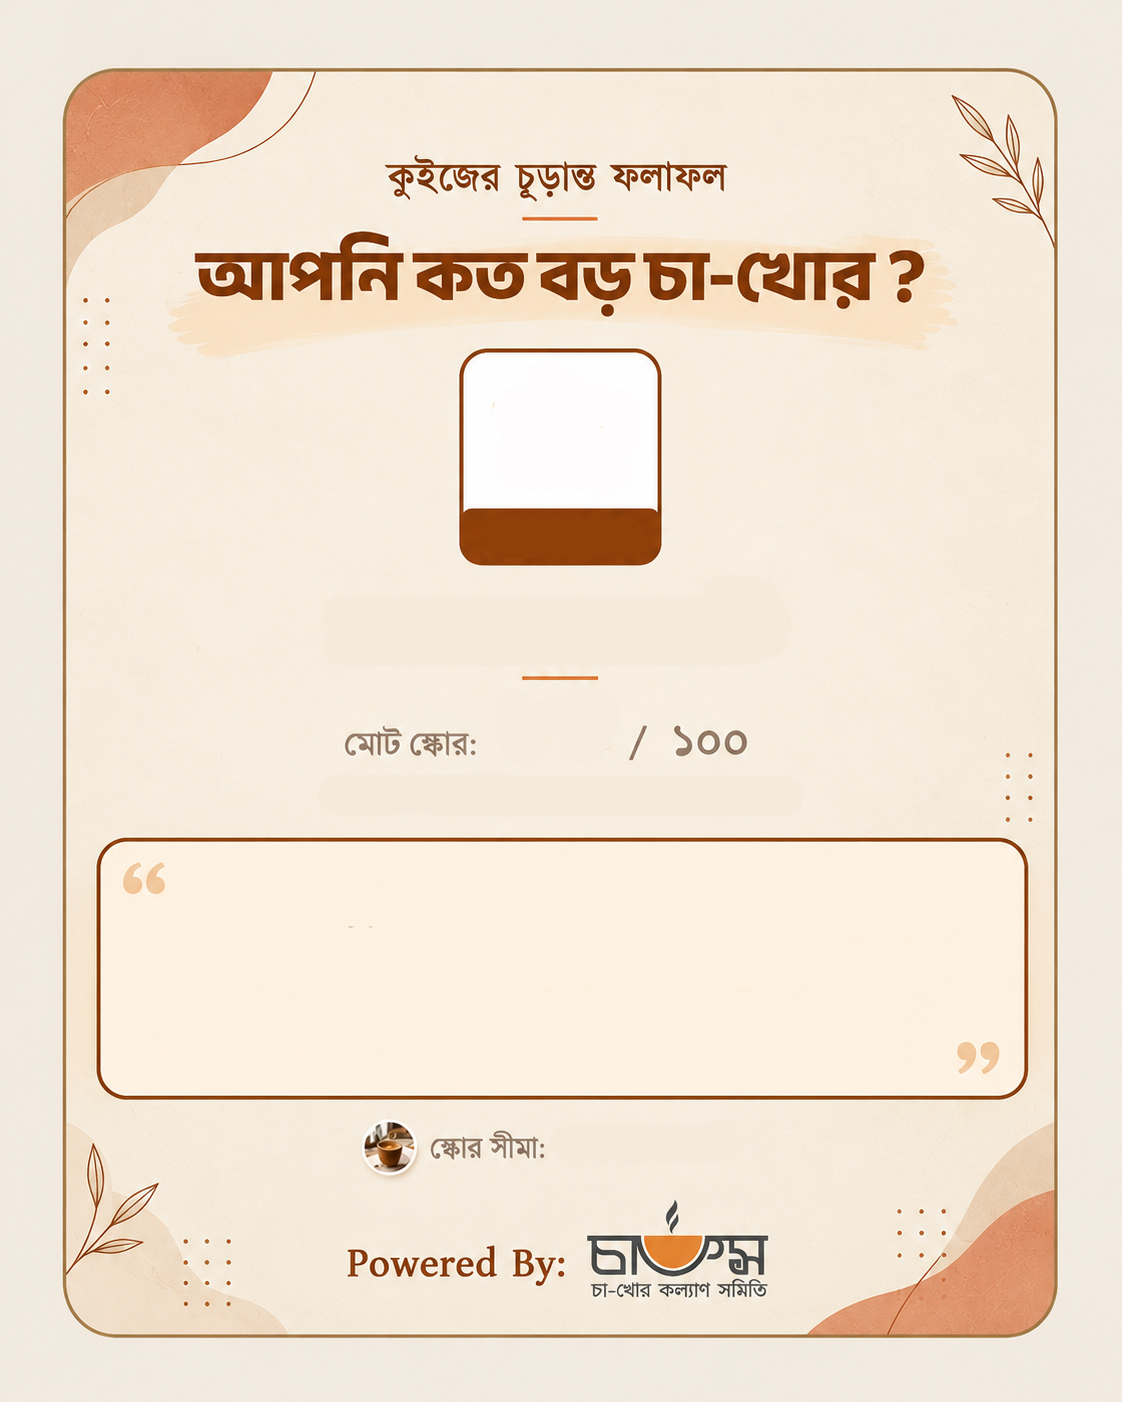 কুইজের চূড়ান্ত ফলাফল
আপনি কত বড় চা-খোর ?
মোট স্কোর: / ১০০
“
”
স্কোর সীমা:
Powered By:
চাখোস
চা-খোর কল্যাণ সমিতি